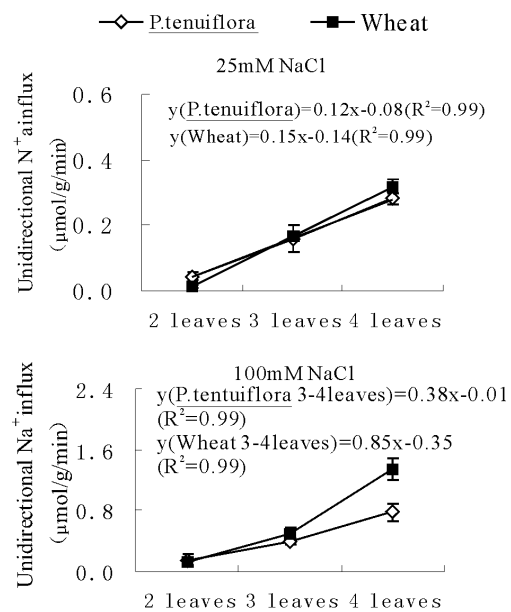 P.tenuiflora Wheat
25mM NaCl
Unidirectional N⁺ainflux
(μmol/g/min)
0.6
0.4
0.2
0.0
y(P.tenuiflora)=0.12x-0.08(R²=0.99)
y(Wheat)=0.15x-0.14(R²=0.99)
2 leaves 3 leaves 4 leaves
100mM NaCl
Unidirectional Na⁺influx
(μmol/g/min)
2.4
1.6
0.8
0.0
y(P.tentuiflora 3-4leaves)=0.38x-0.01
(R²=0.99)
y(Wheat 3-4leaves)=0.85x-0.35
(R²=0.99)
2 leaves 3 leaves 4 leaves